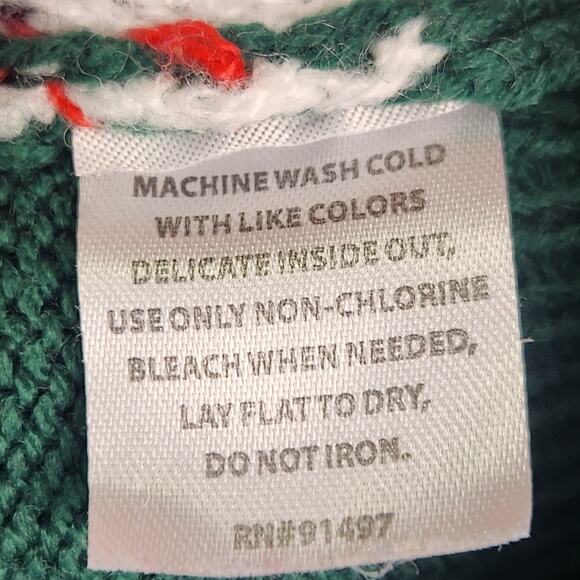 MACHINE WASH COLD
WITH LIKE COLORS
DELICATE INSIDE OUT,
USE ONLY NON-CHLORINE
BLEACH WHEN NEEDED,
LAY FLAT TO DRY,
DO NOT IRON.
RN#91497